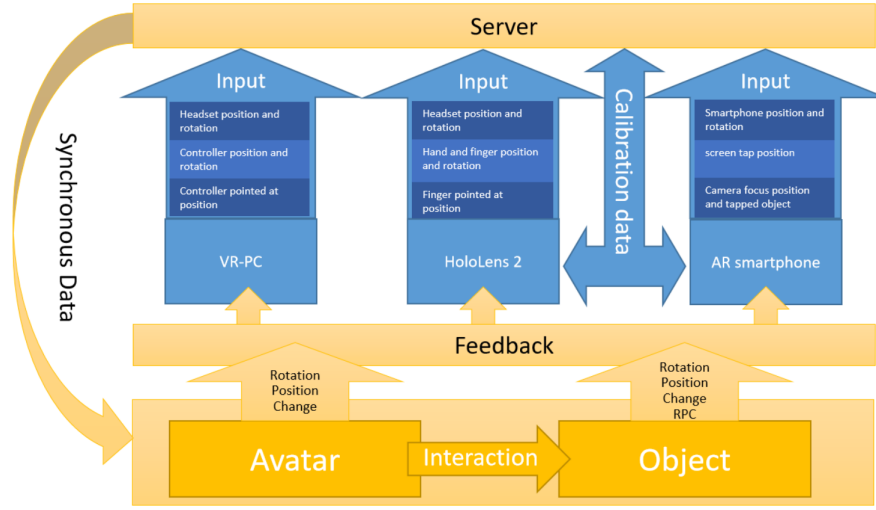 Server
Input
Headset position and
rotation
Controller position and
rotation
Controller pointed at
position
VR-PC
Input
Headset position and
rotation
Hand and finger position
and rotation
Finger pointed at
position
HoloLens 2
Calibration data
Input
Smartphone position and
rotation
screen tap position
Camera focus position
and tapped object
AR smartphone
Synchronous Data
Feedback
Rotation
Position
Change
Rotation
Position
Change
RPC
Avatar
Interaction
Object